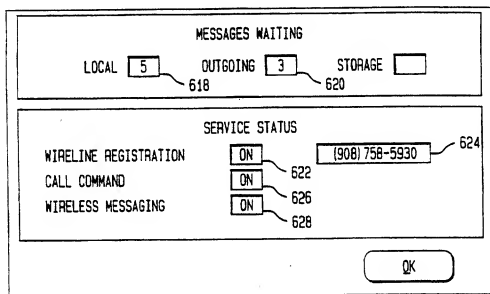 MESSAGES WAITING
LOCAL 5 OUTGOING 3 STORAGE
618 620
SERVICE STATUS
WIRELINE REGISTRATION ON (908) 758-5930 624
622
CALL COMMAND ON
626
WIRELESS MESSAGING ON
628
OK